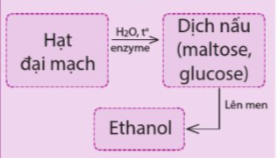 Hạt
đại mạch
H₂O, t°
enzyme
Dịch nấu
(maltose,
glucose)
Lên men
Ethanol